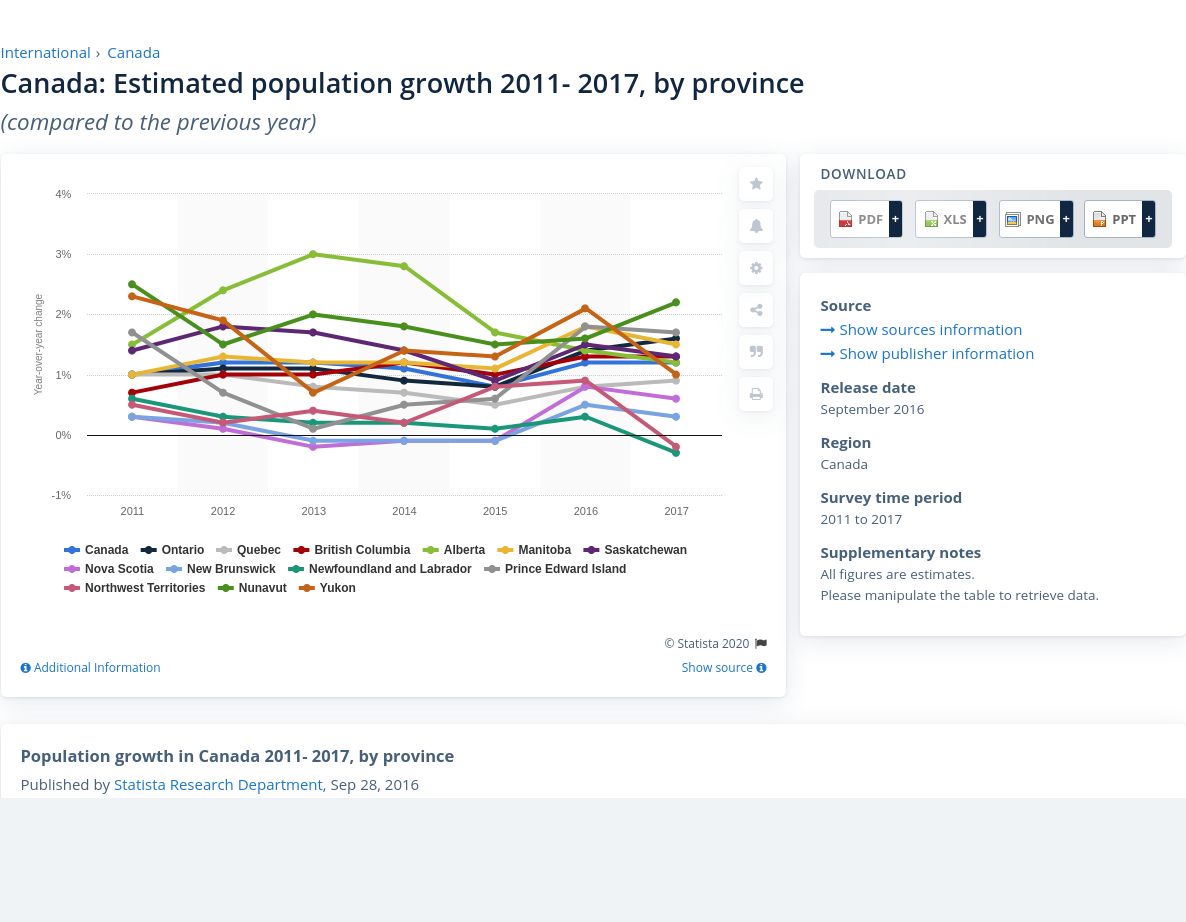 International › Canada
Canada: Estimated population growth 2011- 2017, by province
(compared to the previous year)
4%
3%
2%
1%
0%
-1%
Year-over-year change
2011 2012 2013 2014 2015 2016 2017
Canada Ontario Quebec British Columbia Alberta Manitoba Saskatchewan
Nova Scotia New Brunswick Newfoundland and Labrador Prince Edward Island
Northwest Territories Nunavut Yukon
© Statista 2020
Additional Information Show source
DOWNLOAD
PDF + XLS + PNG + PPT +
Source
Show sources information
Show publisher information
Release date
September 2016
Region
Canada
Survey time period
2011 to 2017
Supplementary notes
All figures are estimates.
Please manipulate the table to retrieve data.
Population growth in Canada 2011- 2017, by province
Published by Statista Research Department, Sep 28, 2016